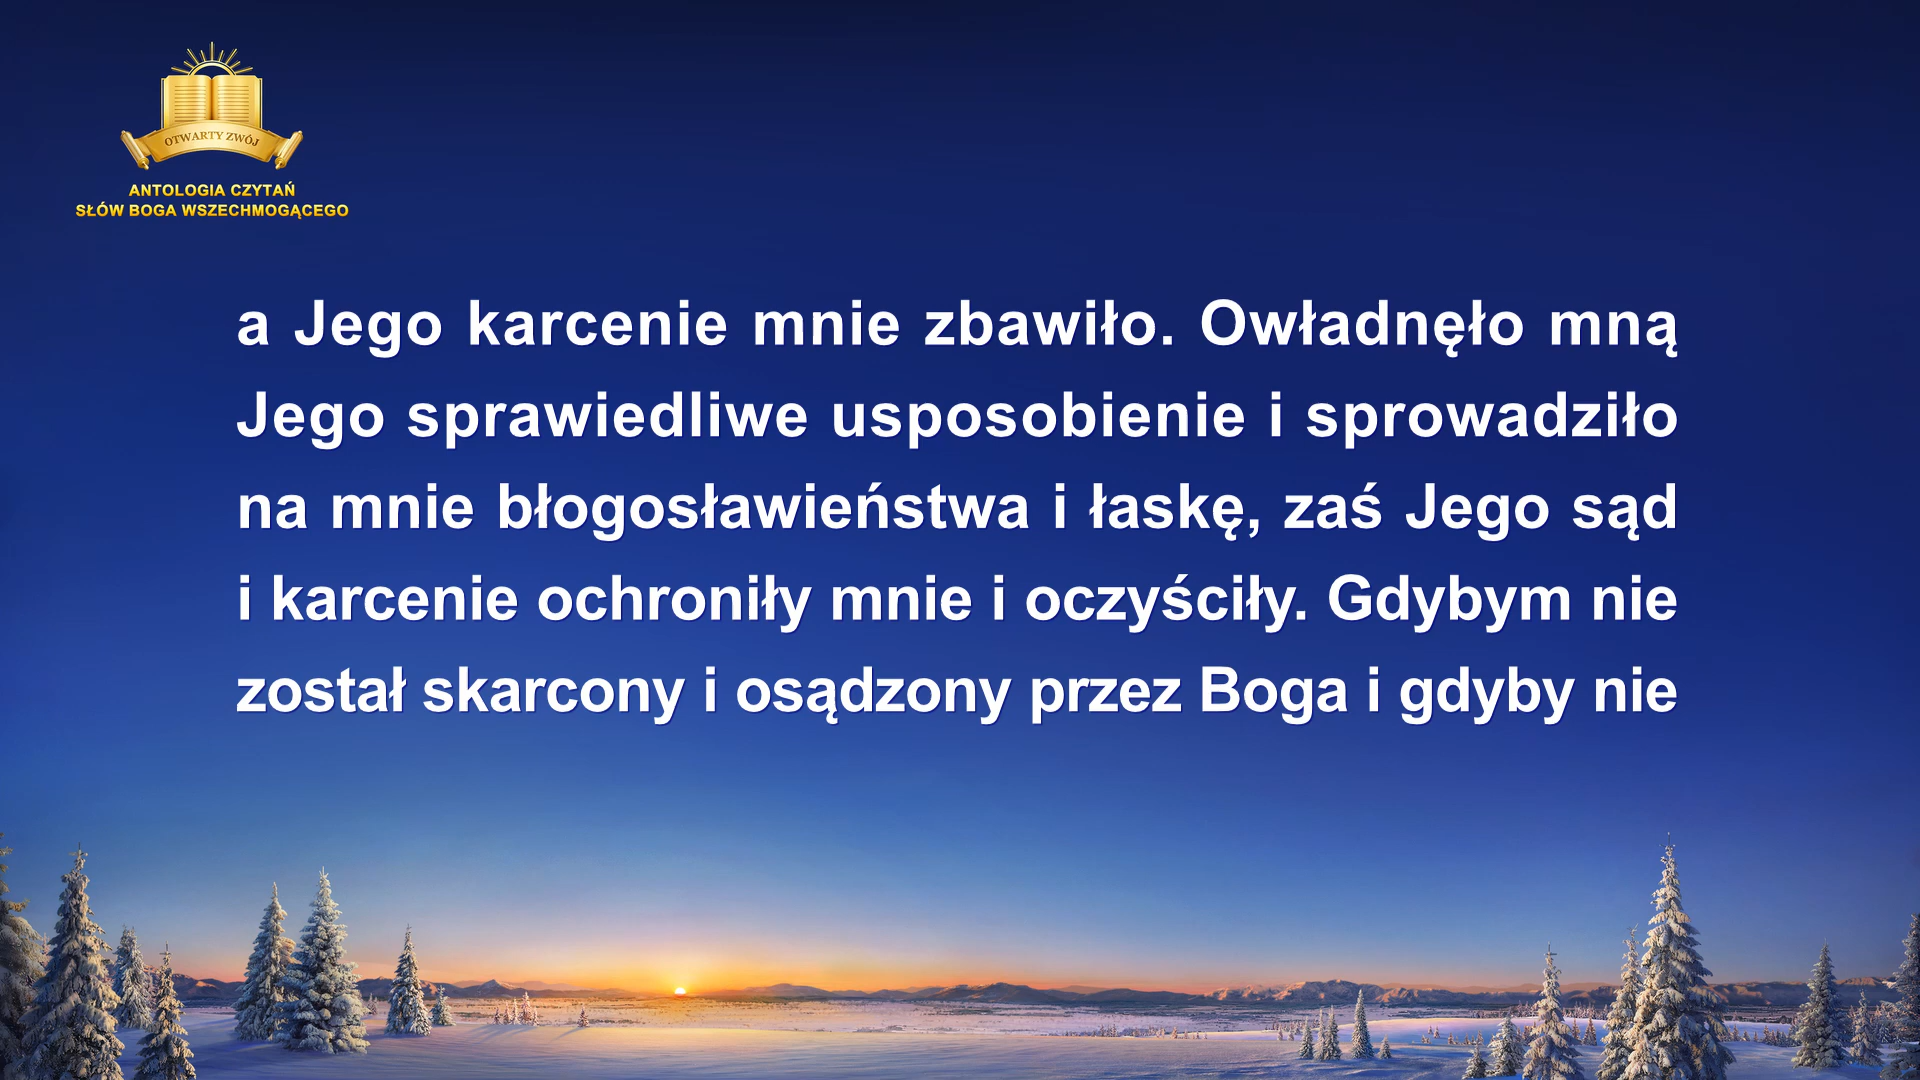 OTWARTY ZWÓJ
ANTOLOGIA CZYTAŃ
SŁÓW BOGA WSZECHMOGĄCEGO
a Jego karcenie mnie zbawiło. Owładnęło mną
Jego sprawiedliwe usposobienie i sprowadziło
na mnie błogosławieństwa i łaskę, zaś Jego sąd
i karcenie ochroniły mnie i oczyściły. Gdybym nie
został skarcony i osądzony przez Boga i gdyby nie